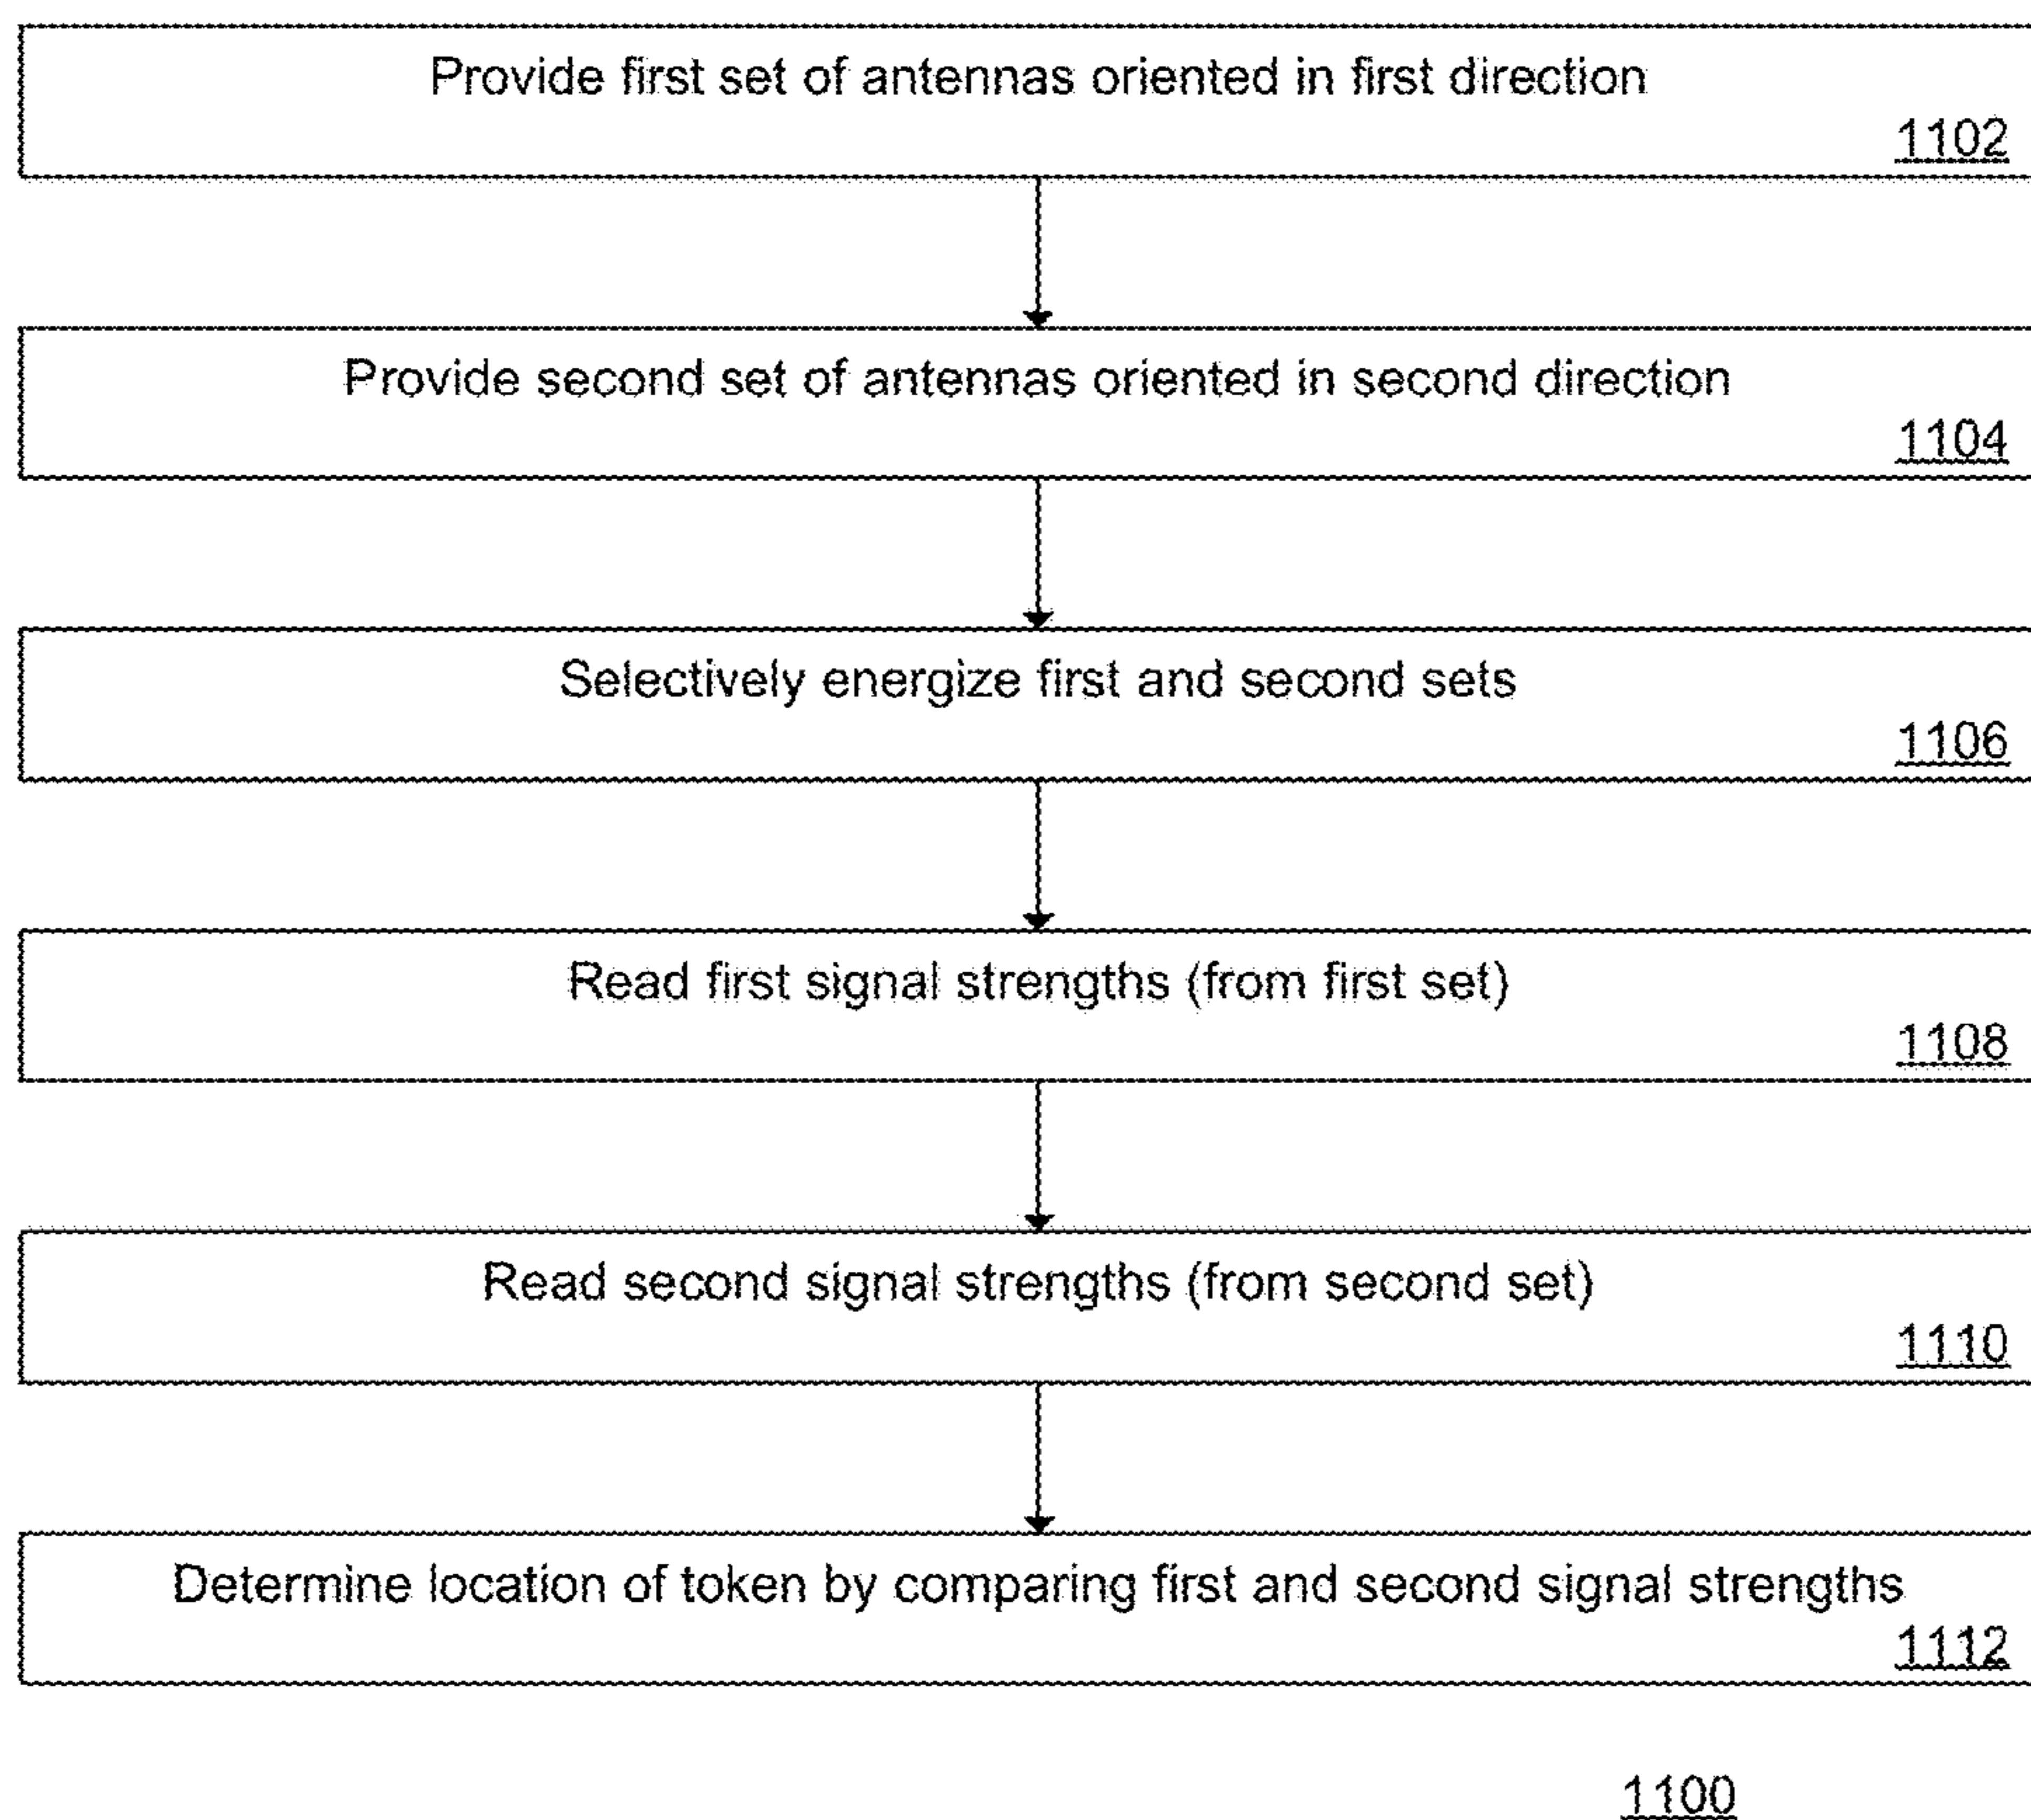 Provide first set of antennas oriented in first direction
1102
Provide second set of antennas oriented in second direction
1104
Selectively energize first and second sets
1106
Read first signal strengths (from first set)
1108
Read second signal strengths (from second set)
1110
Determine location of token by comparing first and second signal strengths
1112
1100